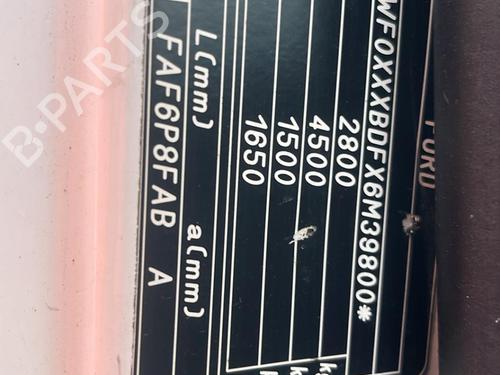 FORD
WF0XXXBDFX6M39800*
2800 k
4500 k
1500
1650
L(mm) a(mm)
FAF6P8FAB A
B-PARTS